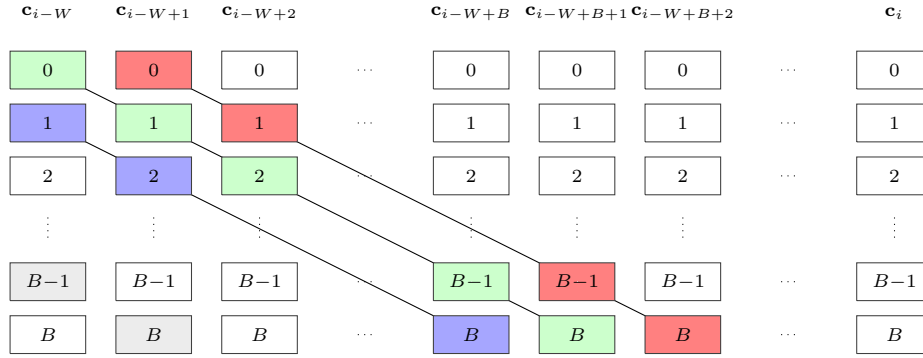 c_{i−W} c_{i−W+1} c_{i−W+2} c_{i−W+B} c_{i−W+B+1} c_{i−W+B+2} c_i
0 0 0 ··· 0 0 0 ··· 0
1 1 1 ··· 1 1 1 ··· 1
2 2 2 ··· 2 2 2 ··· 2
⋮ ⋮ ⋮ ⋮ ⋮ ⋮ ⋮
B−1 B−1 B−1 ··· B−1 B−1 B−1 ··· B−1
B B B ··· B B B ··· B